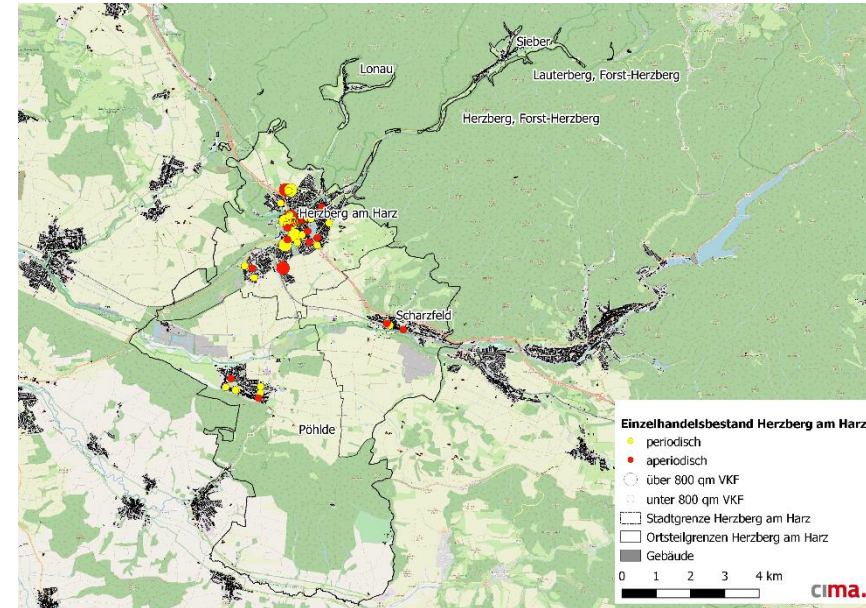 Sieber
Lonau
Lauterberg, Forst-Herzberg
Herzberg, Forst-Herzberg
Herzberg am Harz
Scharzfeld
Pöhlde
Einzelhandelsbestand Herzberg am Harz
periodisch
aperiodisch
über 800 qm VKF
unter 800 qm VKF
Stadtgrenze Herzberg am Harz
Ortsteilgrenzen Herzberg am Harz
Gebäude
0 1 2 3 4 km
cima.